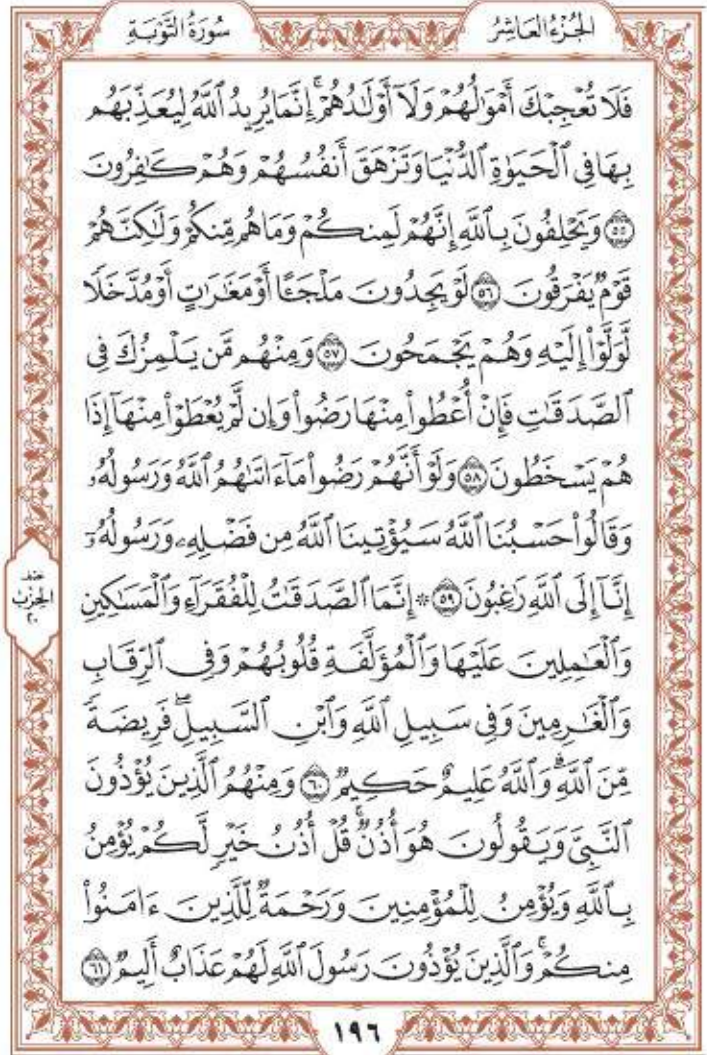 الجُزْءُ العَاشِرُ
سُورَةُ التَّوْبَةِ
فَلَا تُعْجِبْكَ أَمْوَٰلُهُمْ وَلَآ أَوْلَـٰدُهُمْ ۚ إِنَّمَا يُرِيدُ ٱللَّهُ لِيُعَذِّبَهُم
بِهَا فِى ٱلْحَيَوٰةِ ٱلدُّنْيَا وَتَزْهَقَ أَنفُسُهُمْ وَهُمْ كَـٰفِرُونَ
٥٥ وَيَحْلِفُونَ بِٱللَّهِ إِنَّهُمْ لَمِنكُمْ وَمَا هُم مِّنكُمْ وَلَـٰكِنَّهُمْ
قَوْمٌ يَفْرَقُونَ ٥٦ لَوْ يَجِدُونَ مَلْجَـًٔا أَوْ مَغَـٰرَٰتٍ أَوْ مُدَّخَلًا
لَّوَلَّوْا۟ إِلَيْهِ وَهُمْ يَجْمَحُونَ ٥٧ وَمِنْهُم مَّن يَلْمِزُكَ فِى
ٱلصَّدَقَـٰتِ فَإِنْ أُعْطُوا۟ مِنْهَا رَضُوا۟ وَإِن لَّمْ يُعْطَوْا۟ مِنْهَآ إِذَا
هُمْ يَسْخَطُونَ ٥٨ وَلَوْ أَنَّهُمْ رَضُوا۟ مَآ ءَاتَىٰهُمُ ٱللَّهُ وَرَسُولُهُۥ
وَقَالُوا۟ حَسْبُنَا ٱللَّهُ سَيُؤْتِينَا ٱللَّهُ مِن فَضْلِهِۦ وَرَسُولُهُۥٓ
إِنَّآ إِلَى ٱللَّهِ رَٰغِبُونَ ٥٩ ۞ إِنَّمَا ٱلصَّدَقَـٰتُ لِلْفُقَرَآءِ وَٱلْمَسَـٰكِينِ
وَٱلْعَـٰمِلِينَ عَلَيْهَا وَٱلْمُؤَلَّفَةِ قُلُوبُهُمْ وَفِى ٱلرِّقَابِ
وَٱلْغَـٰرِمِينَ وَفِى سَبِيلِ ٱللَّهِ وَٱبْنِ ٱلسَّبِيلِ ۖ فَرِيضَةً
مِّنَ ٱللَّهِ ۗ وَٱللَّهُ عَلِيمٌ حَكِيمٌ ٦٠ وَمِنْهُمُ ٱلَّذِينَ يُؤْذُونَ
ٱلنَّبِىَّ وَيَقُولُونَ هُوَ أُذُنٌ ۚ قُلْ أُذُنُ خَيْرٍ لَّكُمْ يُؤْمِنُ
بِٱللَّهِ وَيُؤْمِنُ لِلْمُؤْمِنِينَ وَرَحْمَةٌ لِّلَّذِينَ ءَامَنُوا۟
مِنكُمْ ۚ وَٱلَّذِينَ يُؤْذُونَ رَسُولَ ٱللَّهِ لَهُمْ عَذَابٌ أَلِيمٌ ٦١
الحِزْب
٢٠
١٩٦